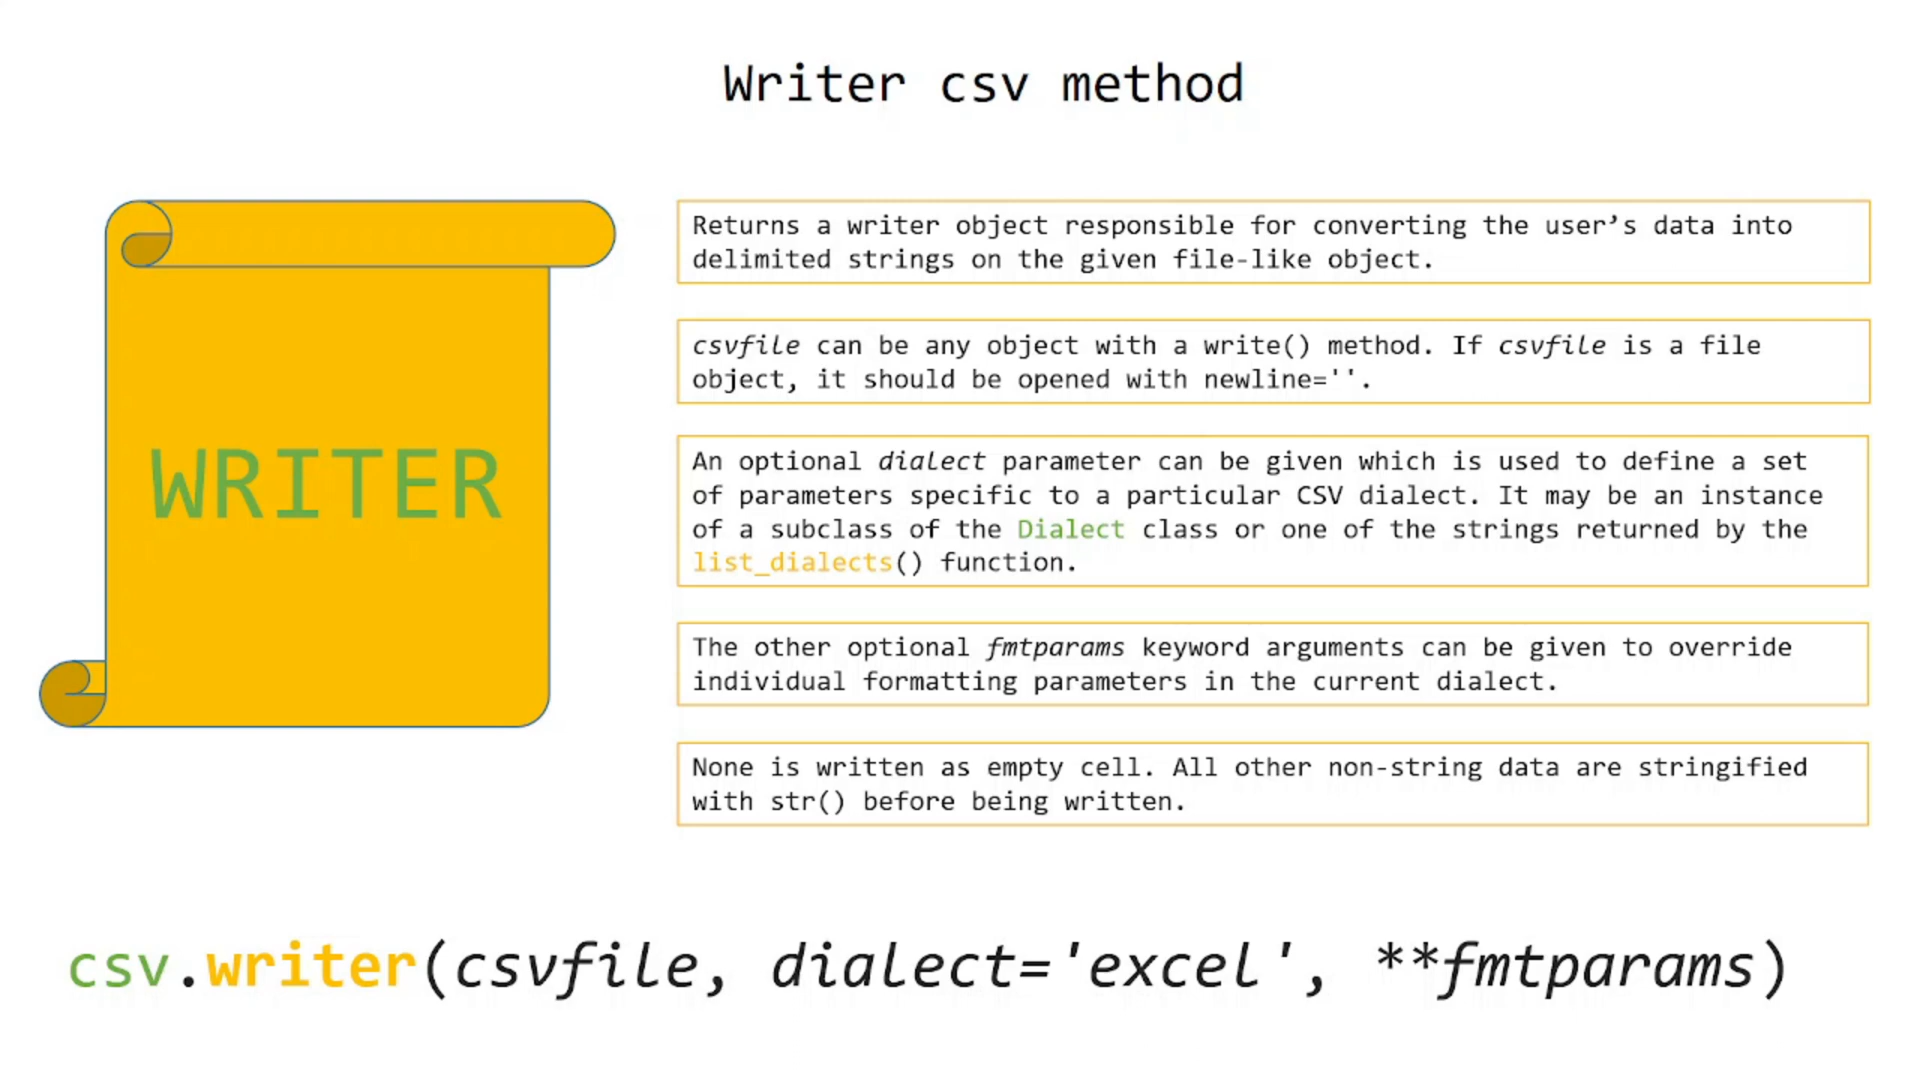 Writer csv method
WRITER
Returns a writer object responsible for converting the user’s data into
delimited strings on the given file-like object.
csvfile can be any object with a write() method. If csvfile is a file
object, it should be opened with newline=''.
An optional dialect parameter can be given which is used to define a set
of parameters specific to a particular CSV dialect. It may be an instance
of a subclass of the Dialect class or one of the strings returned by the
list_dialects() function.
The other optional fmtparams keyword arguments can be given to override
individual formatting parameters in the current dialect.
None is written as empty cell. All other non-string data are stringified
with str() before being written.
csv.writer(csvfile, dialect='excel', **fmtparams)